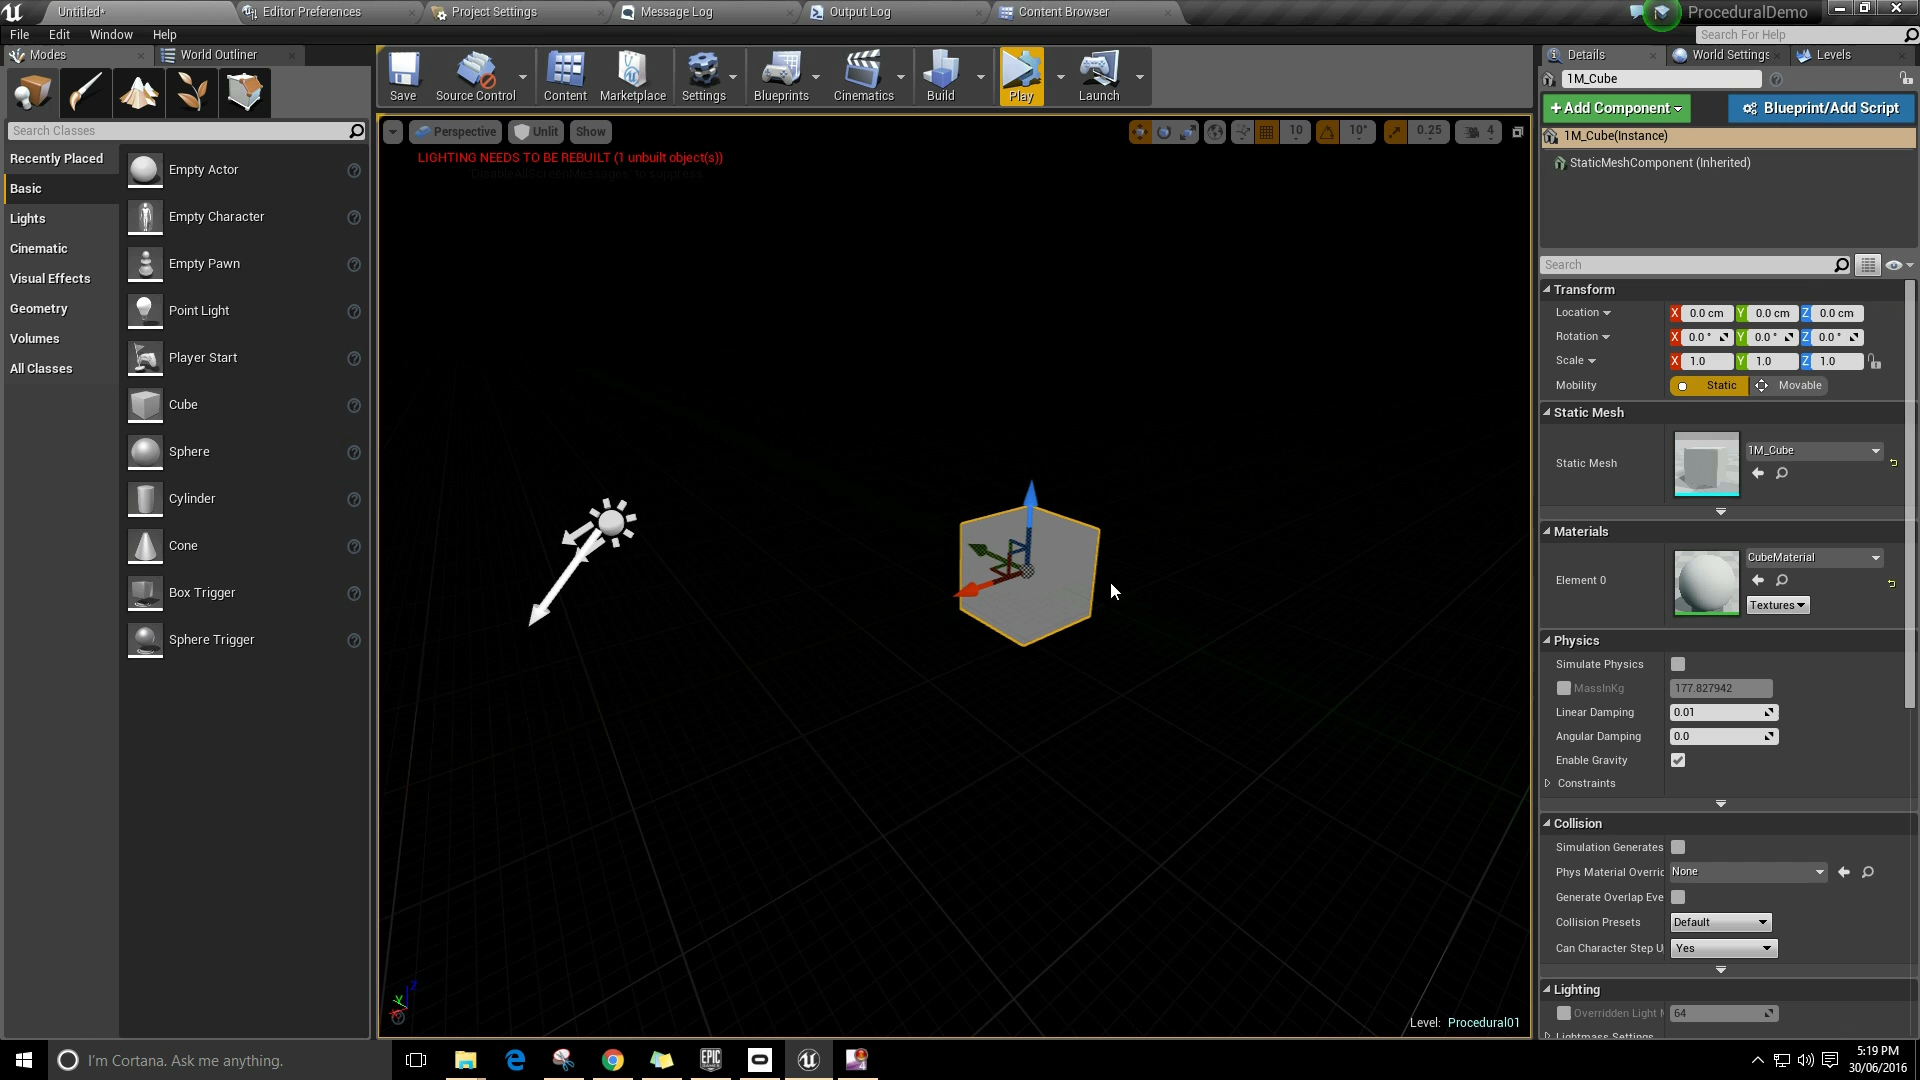 Untitled*
Editor Preferences
Project Settings
Message Log
Output Log
Content Browser
ProceduralDemo
File
Edit
Window
Help
Search For Help
Modes
World Outliner
Save
Source Control
Content
Marketplace
Settings
Blueprints
Cinematics
Build
Play
Launch
Details
World Settings
Levels
1M_Cube
+Add Component
Blueprint/Add Script
1M_Cube(Instance)
StaticMeshComponent (Inherited)
Search Classes
Recently Placed
Basic
Lights
Cinematic
Visual Effects
Geometry
Volumes
All Classes
Empty Actor
Empty Character
Empty Pawn
Point Light
Player Start
Cube
Sphere
Cylinder
Cone
Box Trigger
Sphere Trigger
Perspective
Unlit
Show
10
10°
0.25
4
LIGHTING NEEDS TO BE REBUILT (1 unbuilt object(s))
'DisableAllScreenMessages' to suppress
Level: Procedural01
Search
Transform
Location X 0.0 cm Y 0.0 cm Z 0.0 cm
Rotation X 0.0 ° Y 0.0 ° Z 0.0 °
Scale X 1.0 Y 1.0 Z 1.0
Mobility Static Movable
Static Mesh
Static Mesh 1M_Cube
Materials
Element 0 CubeMaterial
Textures
Physics
Simulate Physics
MassInKg 177.827942
Linear Damping 0.01
Angular Damping 0.0
Enable Gravity
Constraints
Collision
Simulation Generates
Phys Material Overric None
Generate Overlap Eve
Collision Presets Default
Can Character Step U Yes
Lighting
Overridden Light M 64
Lightmass Settings
I'm Cortana. Ask me anything.
EPIC
5:19 PM
30/06/2016